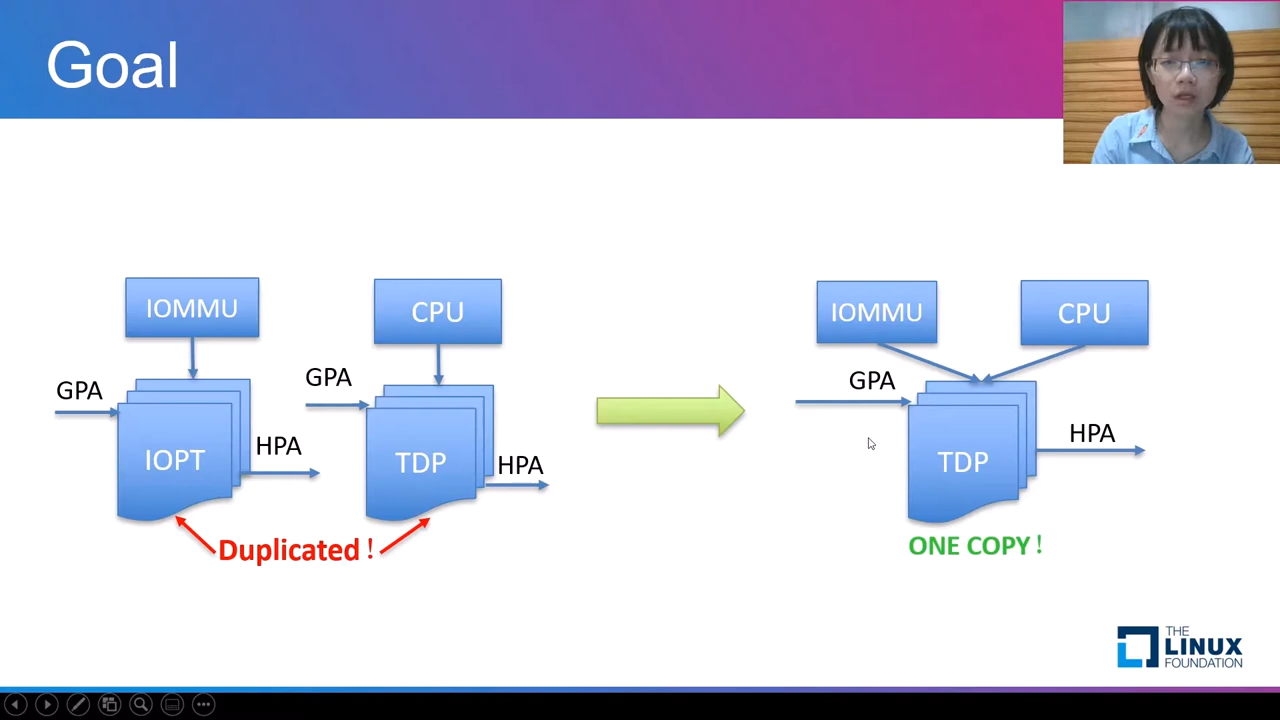 Goal
IOMMU
CPU
GPA
GPA
IOPT
HPA
TDP
HPA
Duplicated !
IOMMU
CPU
GPA
HPA
TDP
ONE COPY !
THE
LINUX
FOUNDATION